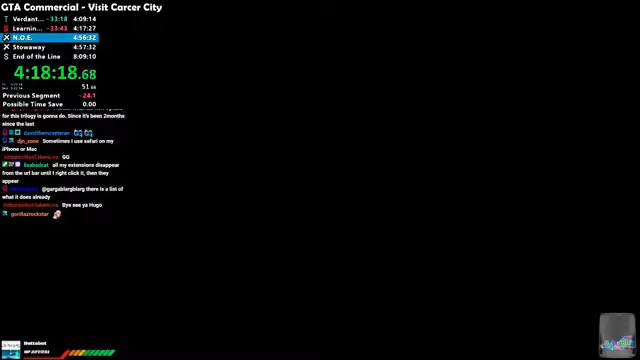 GTA Commercial - Visit Carcer City
Verdant... -33:18 4:09:14
Learnin... -33:43 4:17:27
N.O.E. 4:56:32
Stowaway 4:57:32
End of the Line 8:09:10
4:18:18.68
51.66
Previous Segment -24.1
Possible Time Save 0.00
for this trilogy is gonna do. Since it's been 2months
since the last
GG GG
djn_zone: Sometimes I use safari on my
iPhone or Mac
GG
lisabadcat: all my extensions disappear
from the url bar until I right click it, then they
appear
@gargablargblarg there is a list of
what it does already
Bye see ya Hugo
gorillazrockstar: